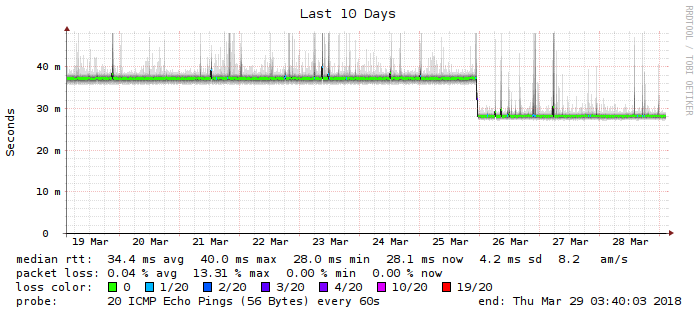 Last 10 Days
RRDTOOL / TOBI OETIKER
Seconds
40 m
30 m
20 m
10 m
0
19 Mar 20 Mar 21 Mar 22 Mar 23 Mar 24 Mar 25 Mar 26 Mar 27 Mar 28 Mar
median rtt: 34.4 ms avg 40.0 ms max 28.0 ms min 28.1 ms now 4.2 ms sd 8.2 am/s
packet loss: 0.04 % avg 13.31 % max 0.00 % min 0.00 % now
loss color: 0 1/20 2/20 3/20 4/20 10/20 19/20
probe: 20 ICMP Echo Pings (56 Bytes) every 60s end: Thu Mar 29 03:40:03 2018